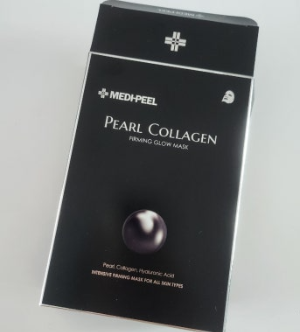 MEDI-PEEL
PEARL COLLAGEN
FIRMING GLOW MASK
Pearl, Collagen, Hyaluronic Acid
INTENSIVE FIRMING MASK FOR ALL SKIN TYPES